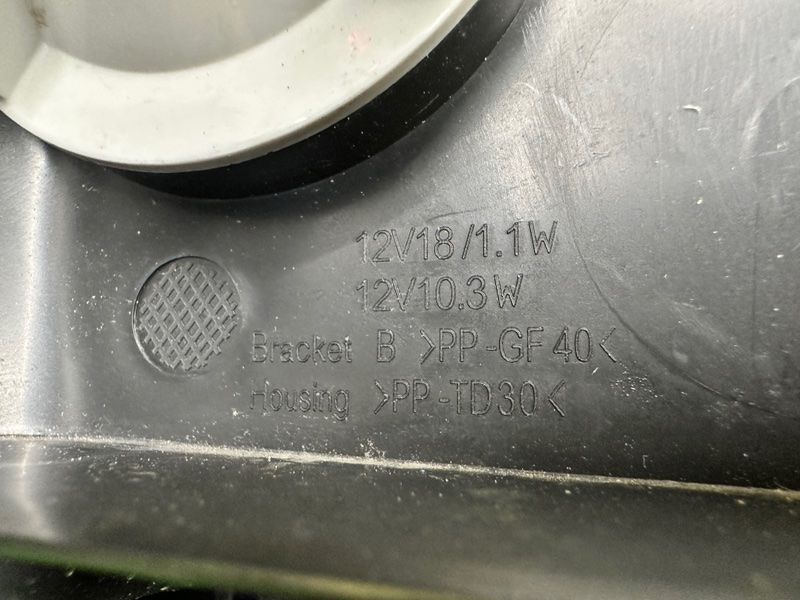 12V18/1.1W
12V10.3W
Bracket B >PP-GF40<
Housing >PP-TD30<